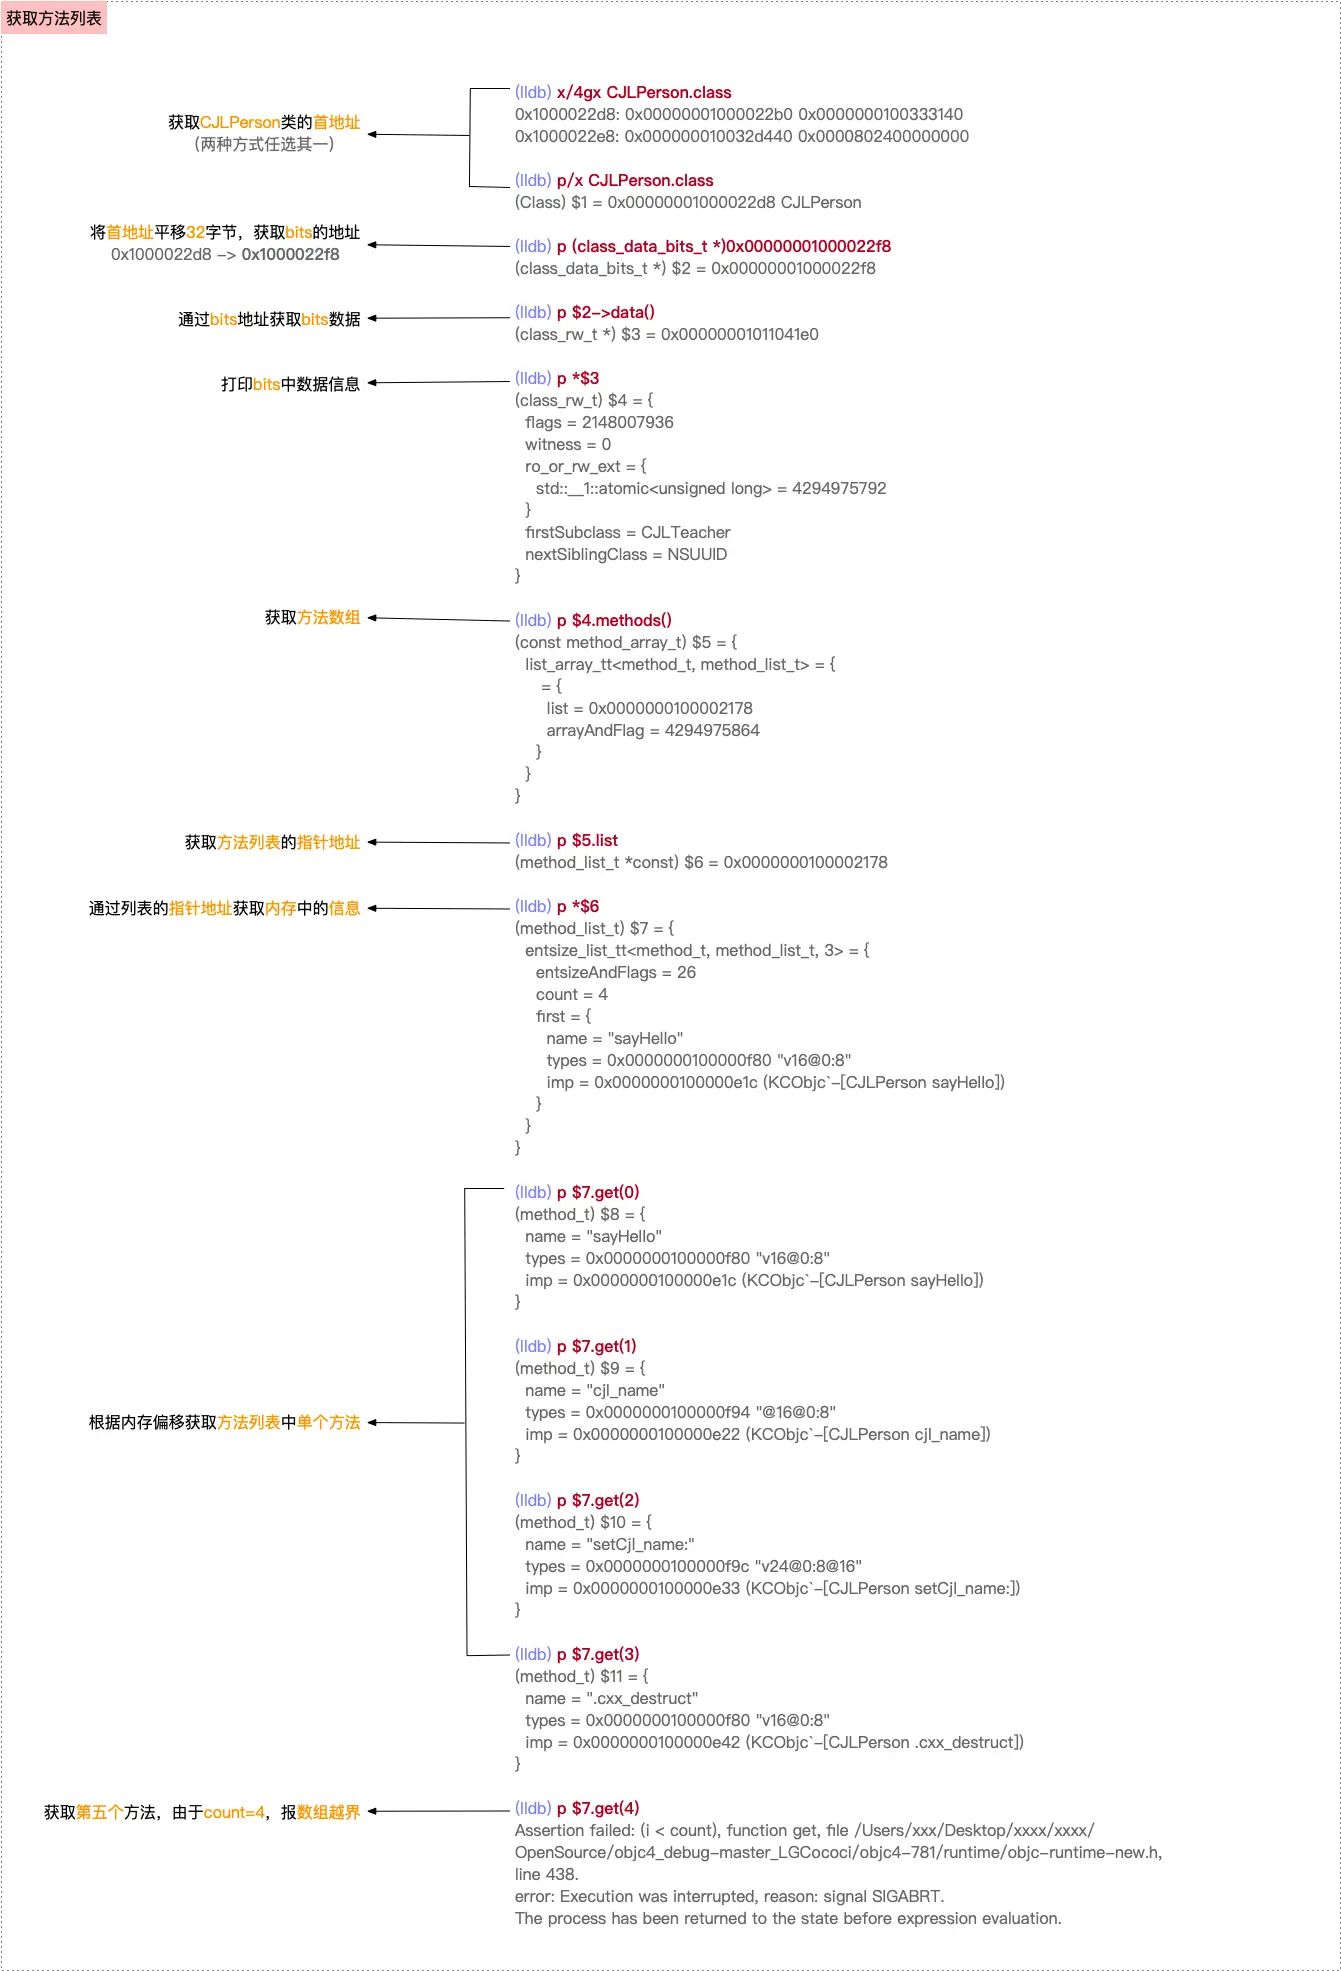 获取方法列表
获取CJLPerson类的首地址
(两种方式任选其一)
(lldb) x/4gx CJLPerson.class
0x1000022d8: 0x00000001000022b0 0x0000000100333140
0x1000022e8: 0x000000010032d440 0x0000802400000000
(lldb) p/x CJLPerson.class
(Class) $1 = 0x00000001000022d8 CJLPerson
将首地址平移32字节，获取bits的地址
0x1000022d8 -> 0x1000022f8
(lldb) p (class_data_bits_t *)0x00000001000022f8
(class_data_bits_t *) $2 = 0x00000001000022f8
通过bits地址获取bits数据
(lldb) p $2->data()
(class_rw_t *) $3 = 0x00000001011041e0
打印bits中数据信息
(lldb) p *$3
(class_rw_t) $4 = {
flags = 2148007936
witness = 0
ro_or_rw_ext = {
std::__1::atomic<unsigned long> = 4294975792
}
firstSubclass = CJLTeacher
nextSiblingClass = NSUUID
}
获取方法数组
(lldb) p $4.methods()
(const method_array_t) $5 = {
list_array_tt<method_t, method_list_t> = {
= {
list = 0x0000000100002178
arrayAndFlag = 4294975864
}
}
}
获取方法列表的指针地址
(lldb) p $5.list
(method_list_t *const) $6 = 0x0000000100002178
通过列表的指针地址获取内存中的信息
(lldb) p *$6
(method_list_t) $7 = {
entsize_list_tt<method_t, method_list_t, 3> = {
entsizeAndFlags = 26
count = 4
first = {
name = "sayHello"
types = 0x0000000100000f80 "v16@0:8"
imp = 0x0000000100000e1c (KCObjc`-[CJLPerson sayHello])
}
}
}
根据内存偏移获取方法列表中单个方法
(lldb) p $7.get(0)
(method_t) $8 = {
name = "sayHello"
types = 0x0000000100000f80 "v16@0:8"
imp = 0x0000000100000e1c (KCObjc`-[CJLPerson sayHello])
}
(lldb) p $7.get(1)
(method_t) $9 = {
name = "cjl_name"
types = 0x0000000100000f94 "@16@0:8"
imp = 0x0000000100000e22 (KCObjc`-[CJLPerson cjl_name])
}
(lldb) p $7.get(2)
(method_t) $10 = {
name = "setCjl_name:"
types = 0x0000000100000f9c "v24@0:8@16"
imp = 0x0000000100000e33 (KCObjc`-[CJLPerson setCjl_name:])
}
(lldb) p $7.get(3)
(method_t) $11 = {
name = ".cxx_destruct"
types = 0x0000000100000f80 "v16@0:8"
imp = 0x0000000100000e42 (KCObjc`-[CJLPerson .cxx_destruct])
}
获取第五个方法，由于count=4，报数组越界
(lldb) p $7.get(4)
Assertion failed: (i < count), function get, file /Users/xxx/Desktop/xxxx/xxxx/
OpenSource/objc4_debug-master_LGCococi/objc4-781/runtime/objc-runtime-new.h,
line 438.
error: Execution was interrupted, reason: signal SIGABRT.
The process has been returned to the state before expression evaluation.